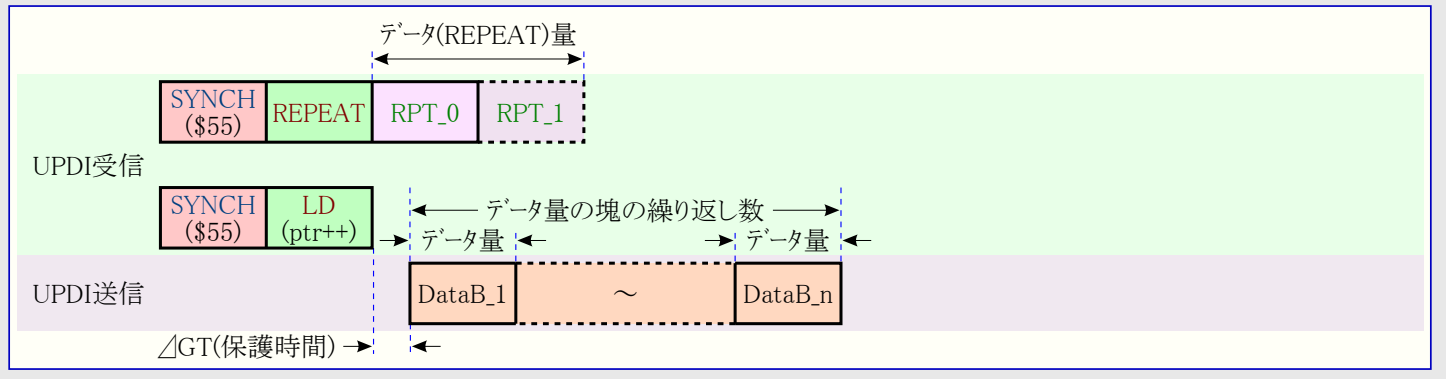 データ(REPEAT)量
SYNCH
($55)
REPEAT
RPT_0
RPT_1
UPDI受信
SYNCH
($55)
LD
(ptr++)
データ量の塊の繰り返し数
データ量
データ量
UPDI送信
DataB_1
～
DataB_n
⊿GT(保護時間)